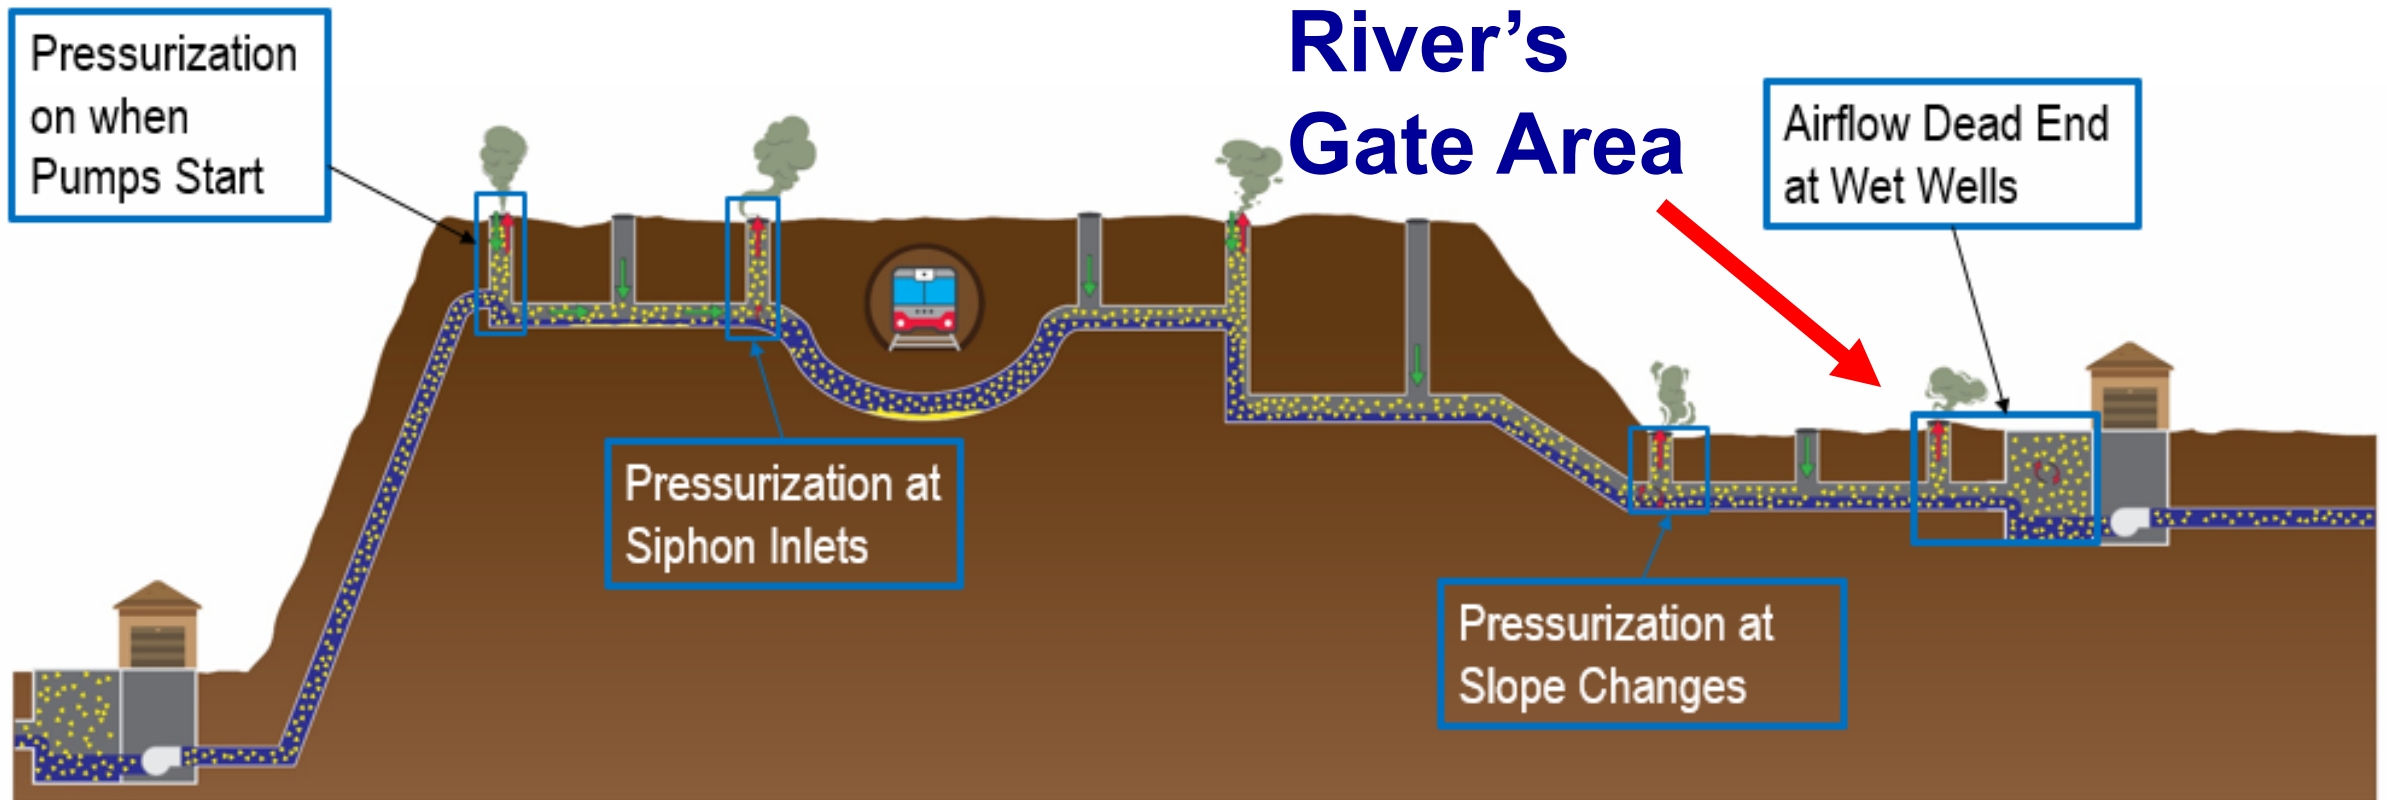 Pressurization
on when
Pumps Start
River’s
Gate Area
Airflow Dead End
at Wet Wells
Pressurization at
Siphon Inlets
Pressurization at
Slope Changes